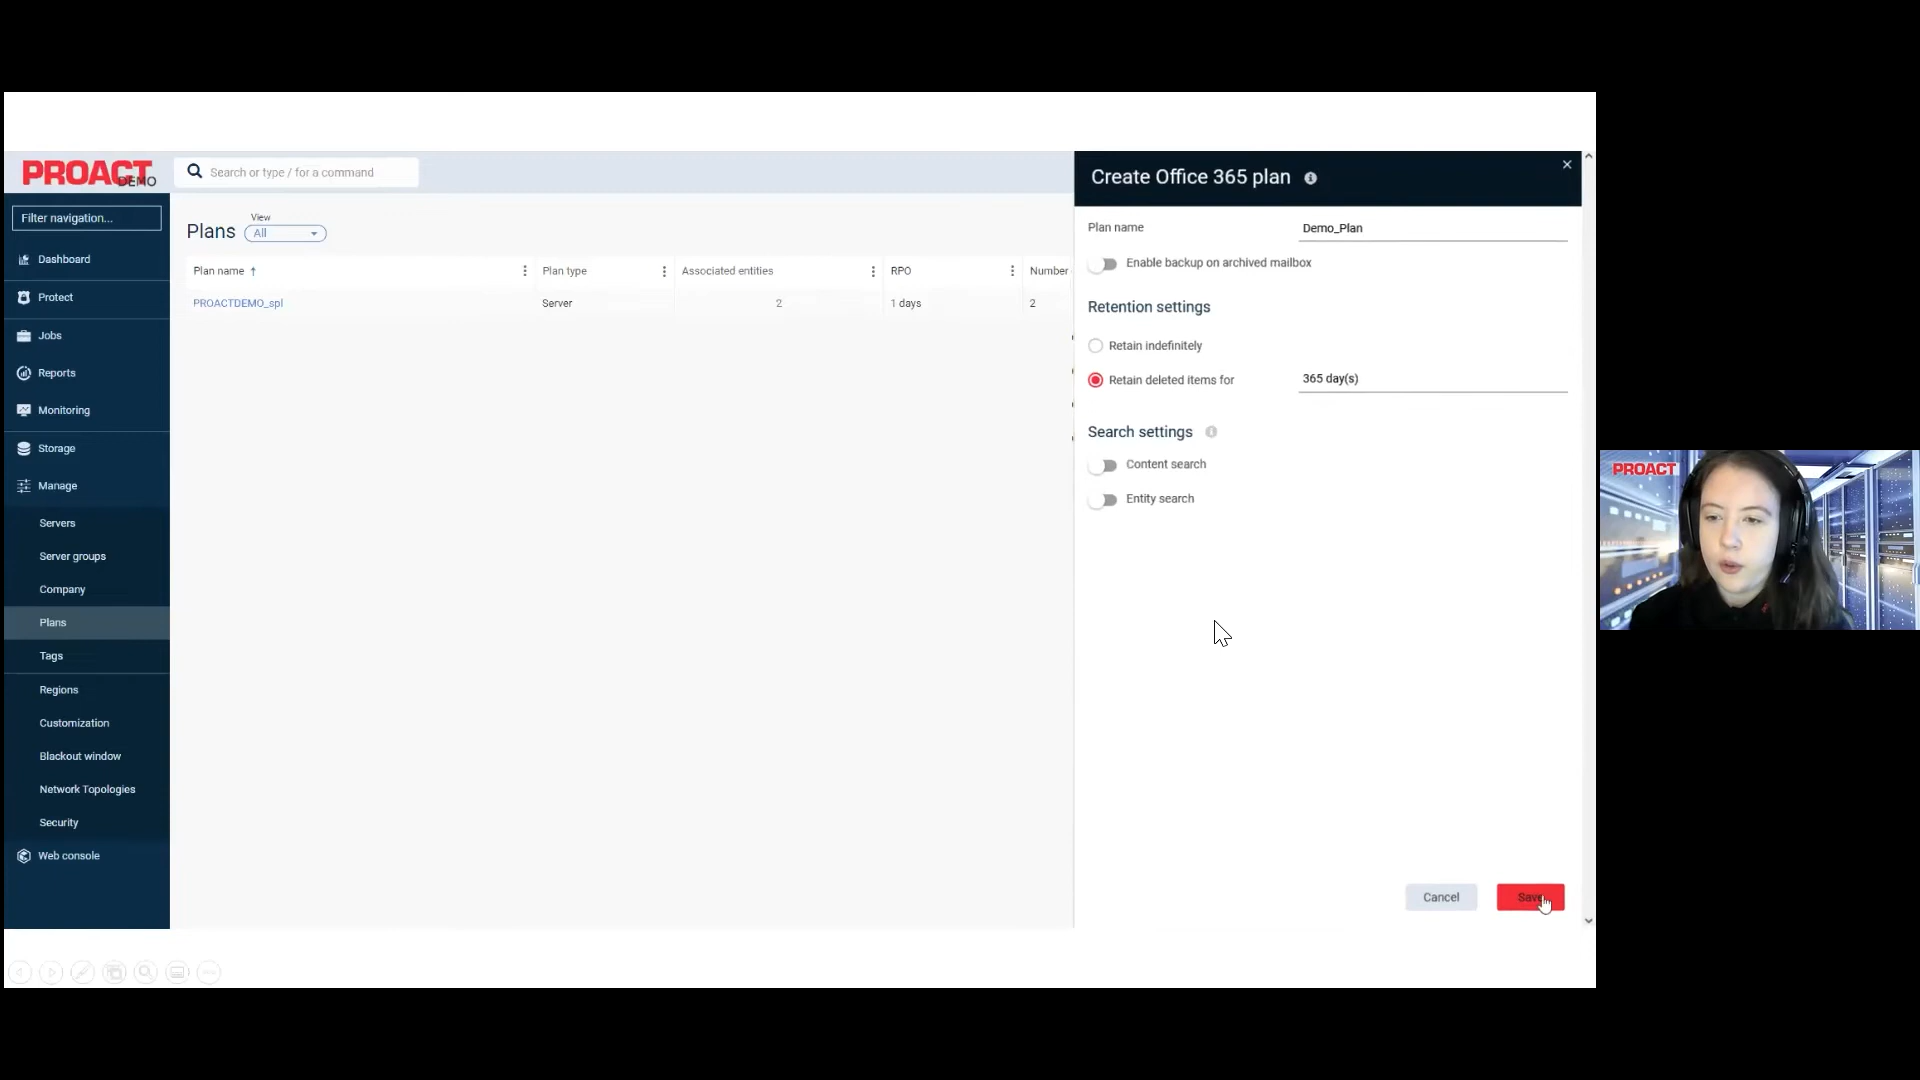 PROACT
DEMO
Search or type / for a command
Filter navigation...
Dashboard
Protect
Jobs
Reports
Monitoring
Storage
Manage
Servers
Server groups
Company
Plans
Tags
Regions
Customization
Blackout window
Network Topologies
Security
Web console
Plans
View
All
Plan name ↑ Plan type Associated entities RPO Number
PROACTDEMO_spl Server 2 1 days 2
Create Office 365 plan
Plan name Demo_Plan
Enable backup on archived mailbox
Retention settings
Retain indefinitely
Retain deleted items for 365 day(s)
Search settings
Content search
Entity search
Cancel Save
PROACT